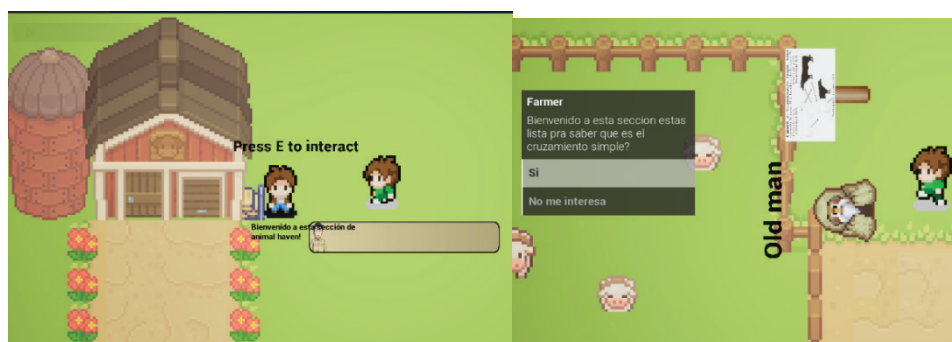 Press E to interact
Bienvenido a esta sección de
animal haven!
Farmer
Bienvenido a esta seccion estas
lista pra saber que es el
cruzamiento simple?
Si
No me interesa
Old man